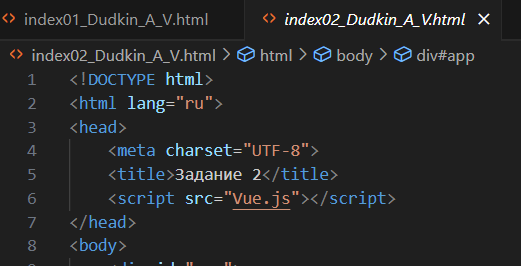 index01_Dudkin_A_V.html index02_Dudkin_A_V.html
index02_Dudkin_A_V.html > html > body > div#app
1 <!DOCTYPE html>
2 <html lang="ru">
3 <head>
4 <meta charset="UTF-8">
5 <title>Задание 2</title>
6 <script src="Vue.js"></script>
7 </head>
8 <body>